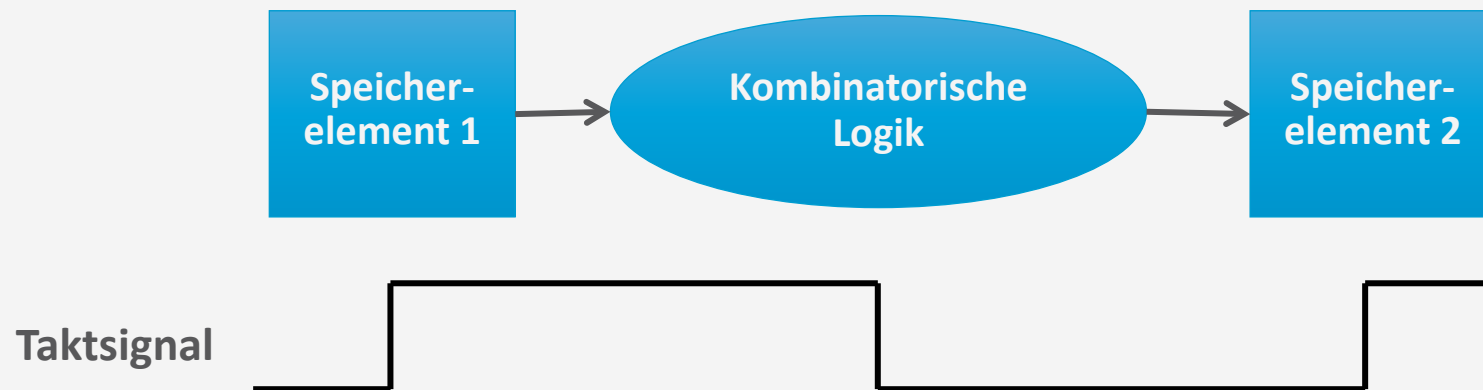 Speicher-
element 1
Kombinatorische
Logik
Speicher-
element 2
Taktsignal